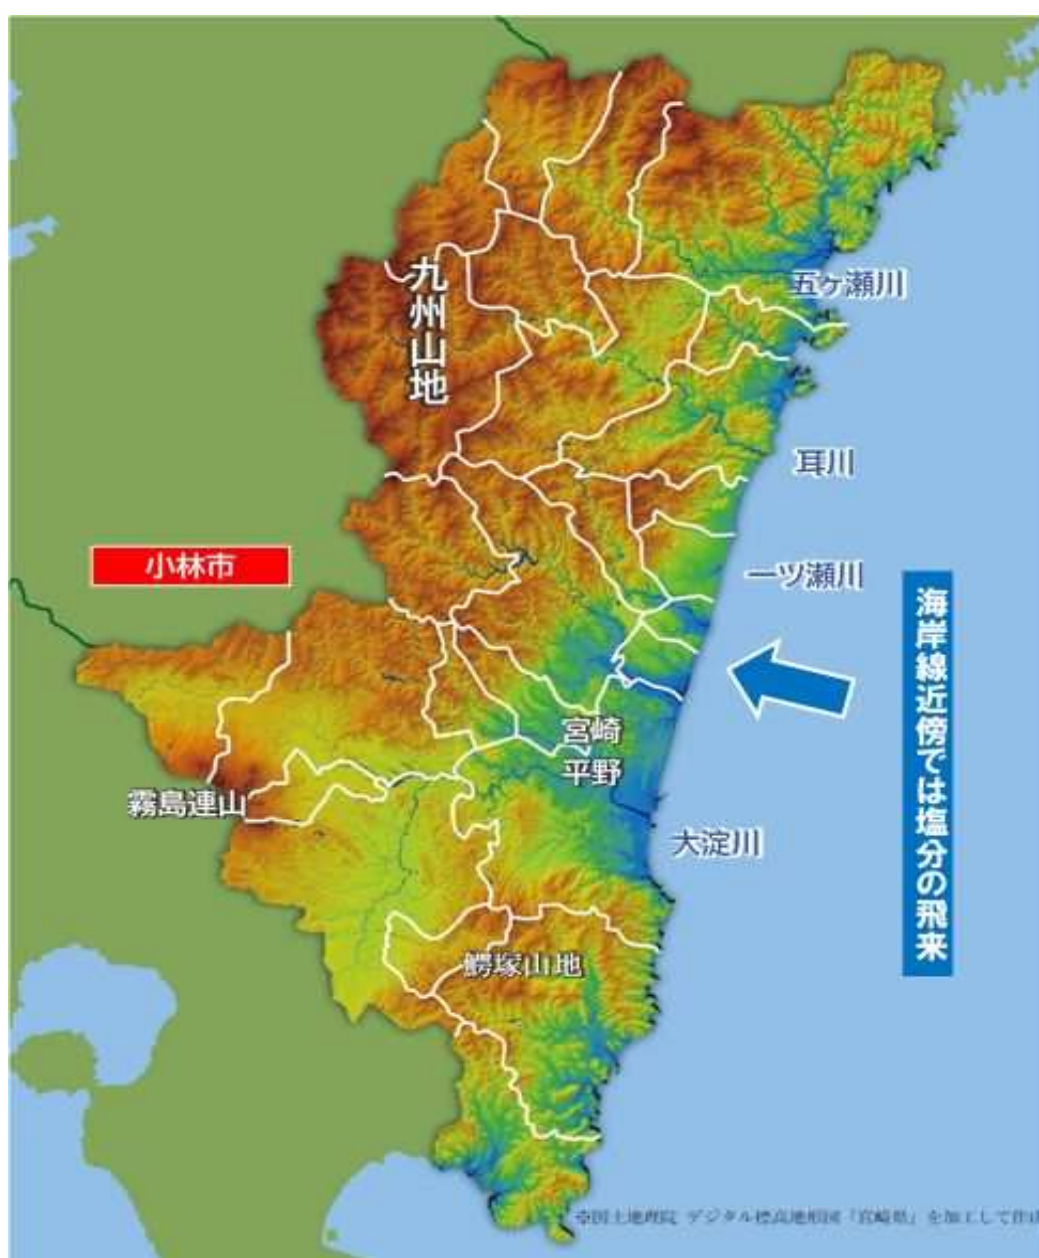 五ヶ瀬川
九州山地
耳川
小林市
一ツ瀬川
海岸線近傍では塩分の飛来
宮崎
平野
霧島連山
大淀川
鰐塚山地
※国土地理院 デジタル標高地形図「宮崎県」を加工して作成